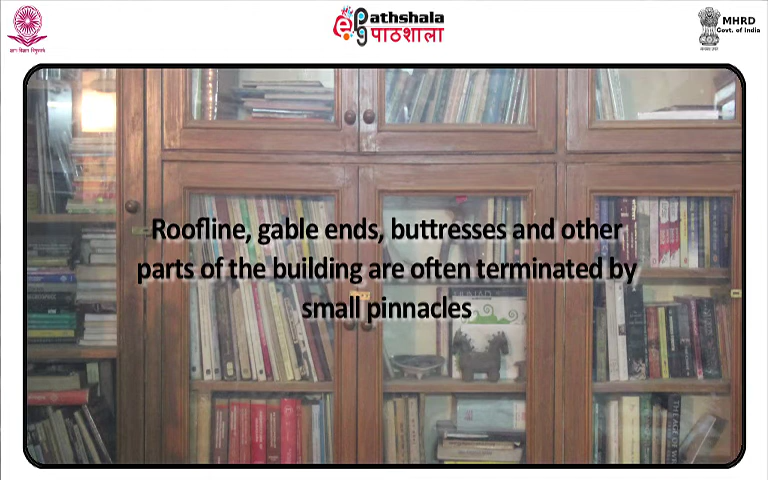 ePathshala
पाठशाला
MHRD
Govt. of India
Roofline, gable ends, buttresses and other
parts of the building are often terminated by
small pinnacles